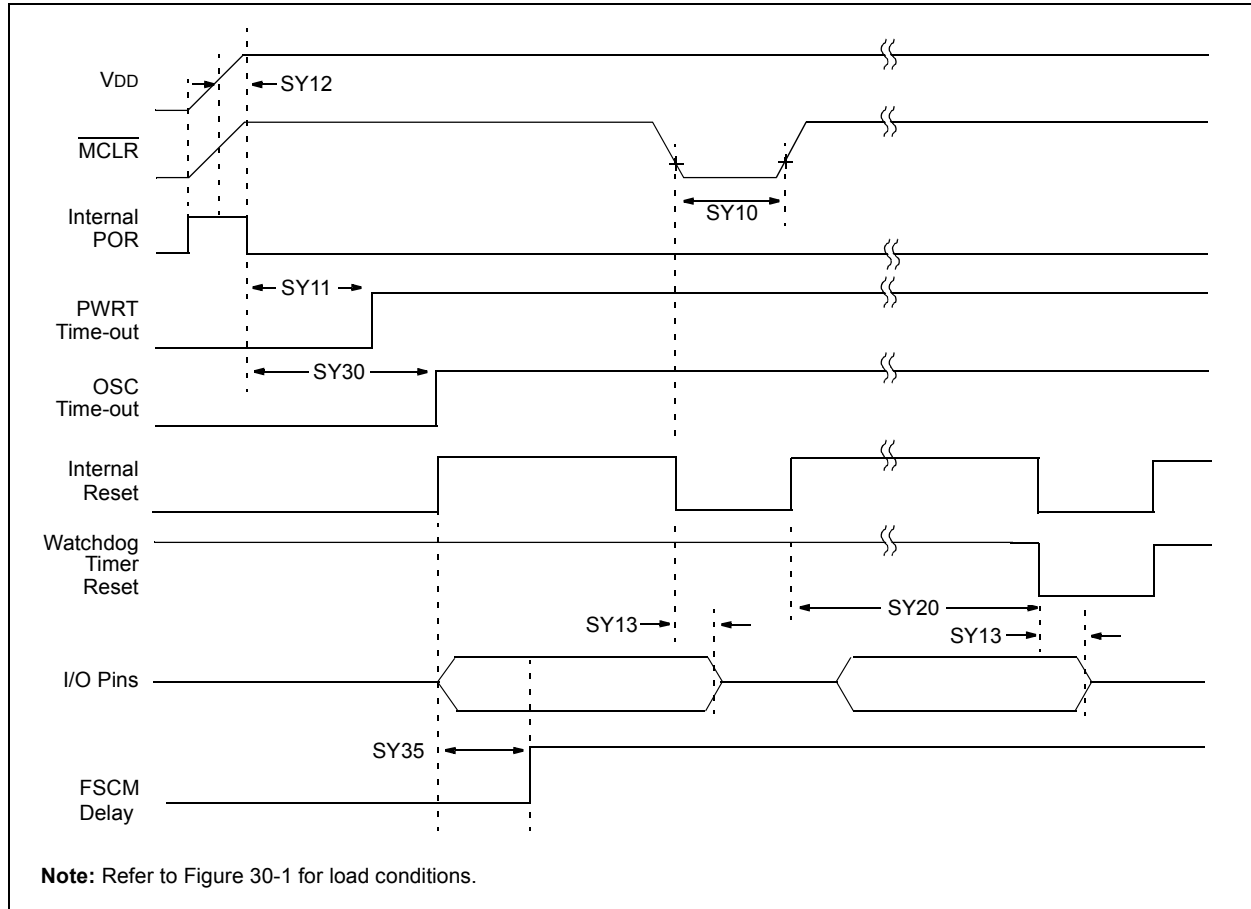 VDD
SY12
MCLR
SY10
Internal
POR
SY11
PWRT
Time-out
SY30
OSC
Time-out
Internal
Reset
Watchdog
Timer
Reset
SY20
SY13
SY13
I/O Pins
SY35
FSCM
Delay
Note: Refer to Figure 30-1 for load conditions.